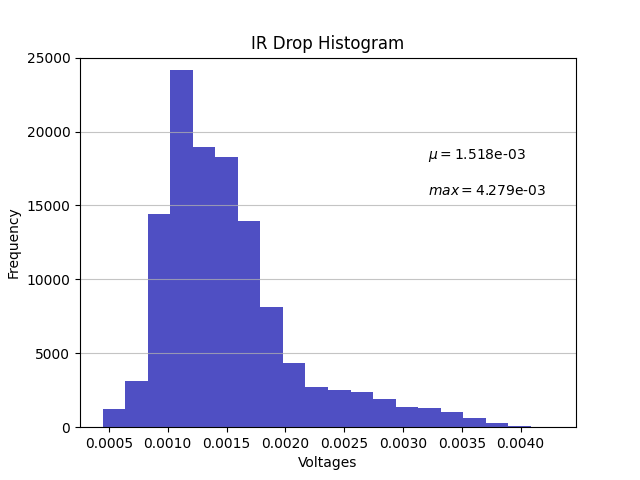 IR Drop Histogram
25000
20000
15000
10000
5000
0
Frequency
μ = 1.518e-03
max = 4.279e-03
0.0005 0.0010 0.0015 0.0020 0.0025 0.0030 0.0035 0.0040
Voltages